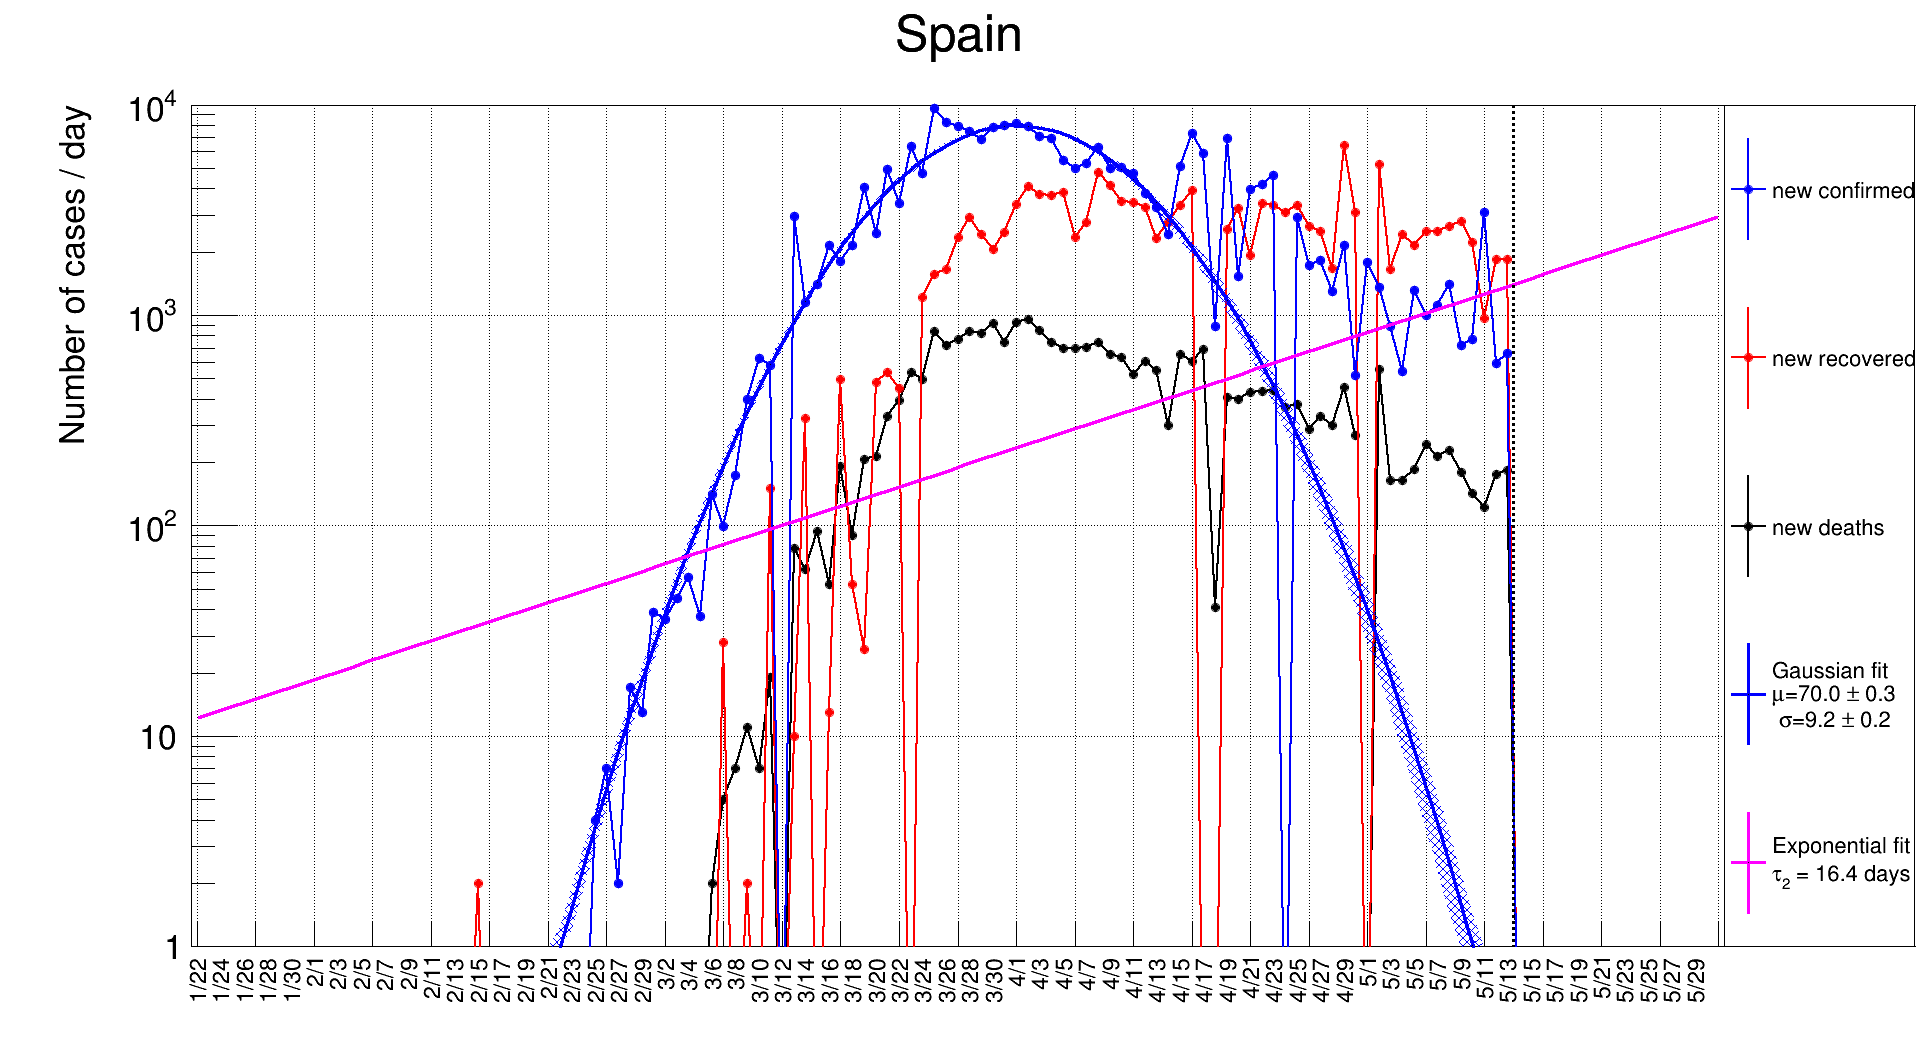 Spain
Number of cases / day
10^4
10^3
10^2
10
1
1/22 1/24 1/26 1/28 1/30 2/1 2/3 2/5 2/7 2/9 2/11 2/13 2/15 2/17 2/19 2/21 2/23 2/25 2/27 2/29 3/2 3/4 3/6 3/8 3/10 3/12 3/14 3/16 3/18 3/20 3/22 3/24 3/26 3/28 3/30 4/1 4/3 4/5 4/7 4/9 4/11 4/13 4/15 4/17 4/19 4/21 4/23 4/25 4/27 4/29 5/1 5/3 5/5 5/7 5/9 5/11 5/13 5/15 5/17 5/19 5/21 5/23 5/25 5/27 5/29
new confirmed
new recovered
new deaths
Gaussian fit
μ=70.0 ± 0.3
σ=9.2 ± 0.2
Exponential fit
τ₂ = 16.4 days